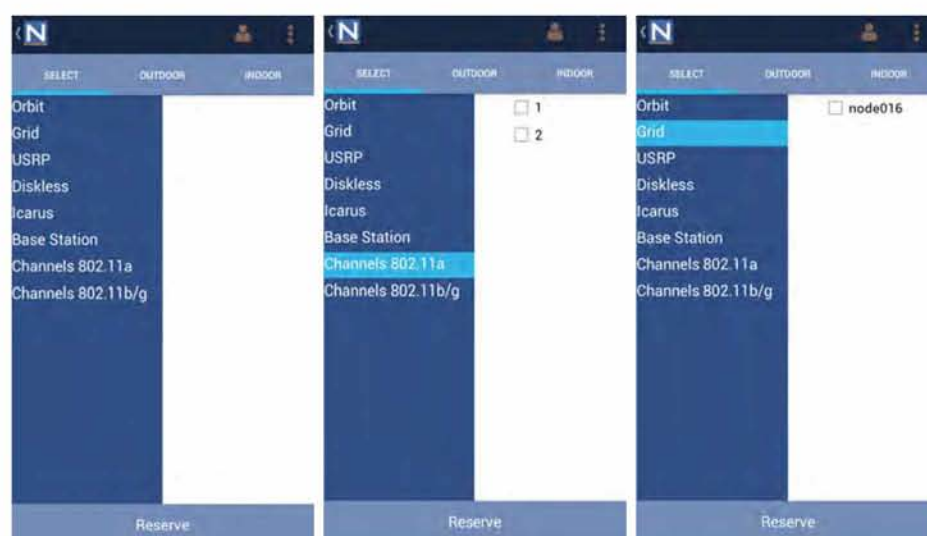 N
SELECT OUTDOOR INDOOR
Orbit
Grid
USRP
Diskless
Icarus
Base Station
Channels 802.11a
Channels 802.11b/g
Reserve
N
SELECT OUTDOOR INDOOR
Orbit
Grid
USRP
Diskless
Icarus
Base Station
Channels 802.11a
Channels 802.11b/g
1
2
Reserve
N
SELECT OUTDOOR INDOOR
Orbit
Grid
USRP
Diskless
Icarus
Base Station
Channels 802.11a
Channels 802.11b/g
node016
Reserve